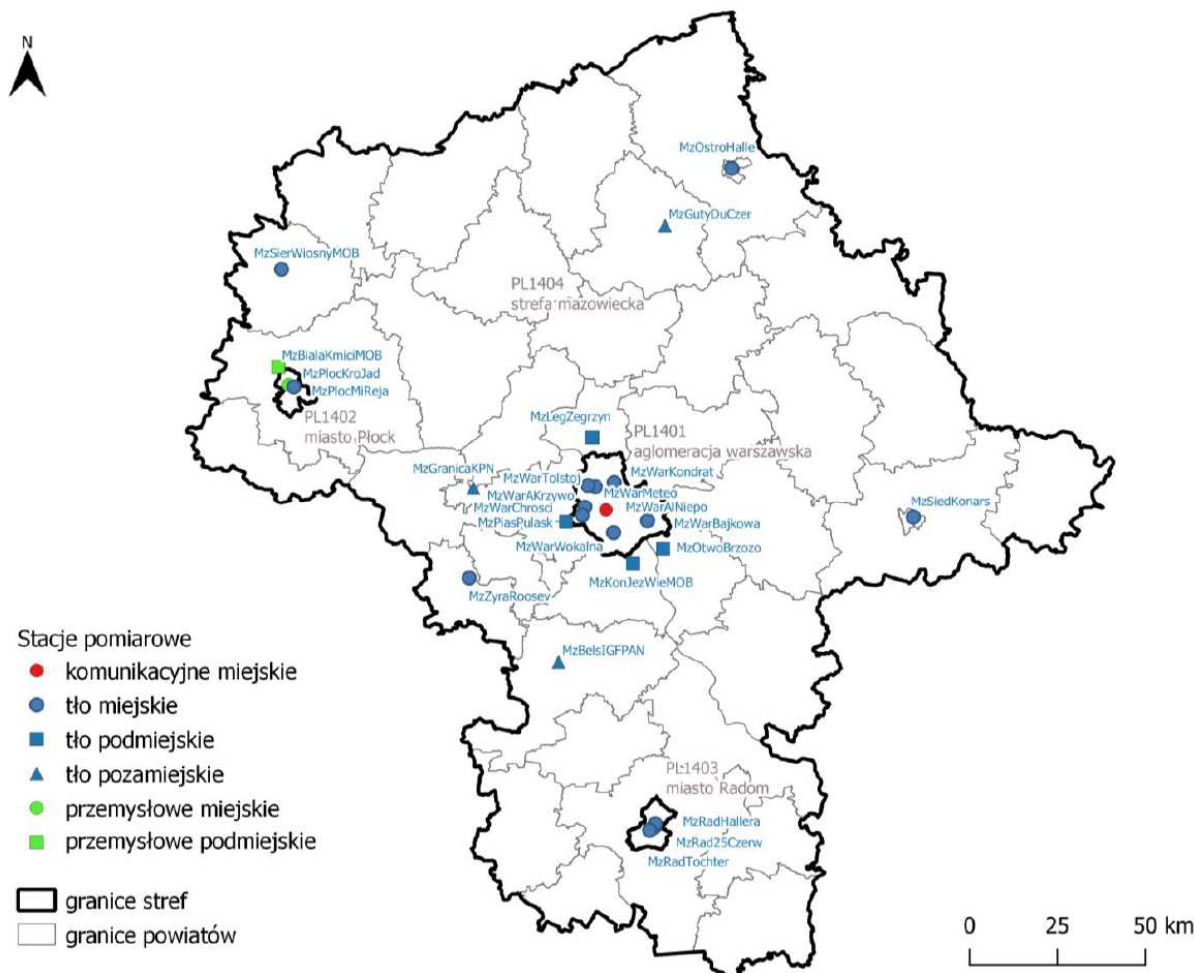 N
MzOstroHalle
MzGutyDuCzer
MzSierWiosnyMOB
PL1404
strefa mazowiecka
MzBialaKmiciMOB
MzPlocKroJad
MzPlocMiReja
PL1402
miasto Płock
MzLegZegrzyn
PL1401
aglomeracja warszawska
MzGranicaKPN
MzWarTolstoj
MzWarKondrat
MzWarAKrzywo
MzWarMeteo
MzWarChrosci
MzWarAlNiepo
MzSiedKonars
MzPiasPulask
MzWarBajkowa
MzWarWokalna
MzOtwoBrzozo
MzKonJezWieMOB
MzZyraRoosev
MzBelsIGFPAN
PL1403
miasto Radom
MzRadHallera
MzRad25Czerw
MzRadTochter
Stacje pomiarowe
komunikacyjne miejskie
tło miejskie
tło podmiejskie
tło pozamiejskie
przemysłowe miejskie
przemysłowe podmiejskie
granice stref
granice powiatów
0 25 50 km